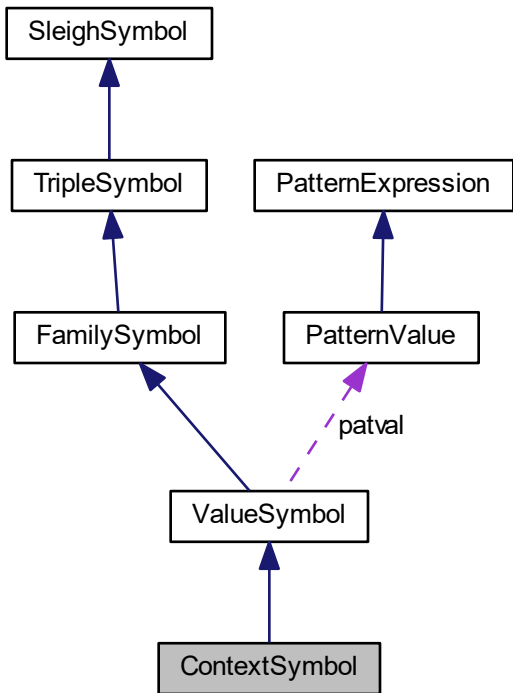 SleighSymbol
TripleSymbol
PatternExpression
FamilySymbol
PatternValue
patval
ValueSymbol
ContextSymbol